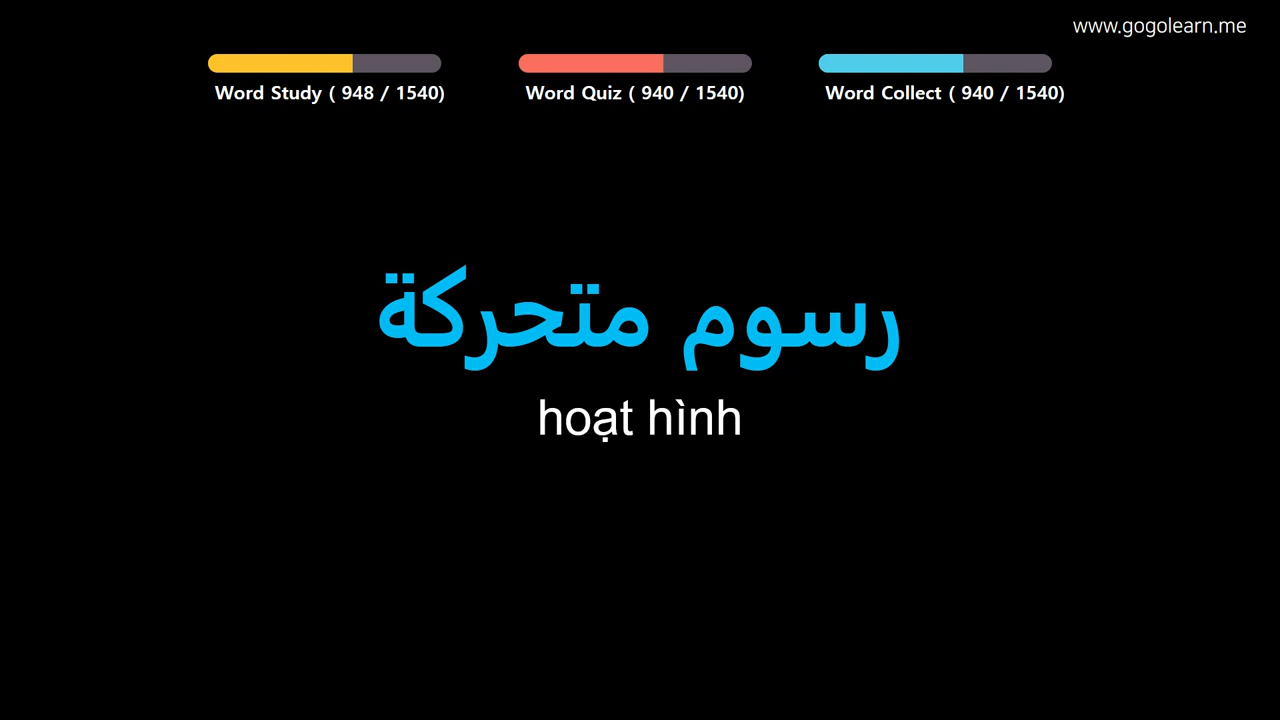 www.gogolearn.me
Word Study ( 948 / 1540)
Word Quiz ( 940 / 1540)
Word Collect ( 940 / 1540)
رسوم متحركة
hoạt hình